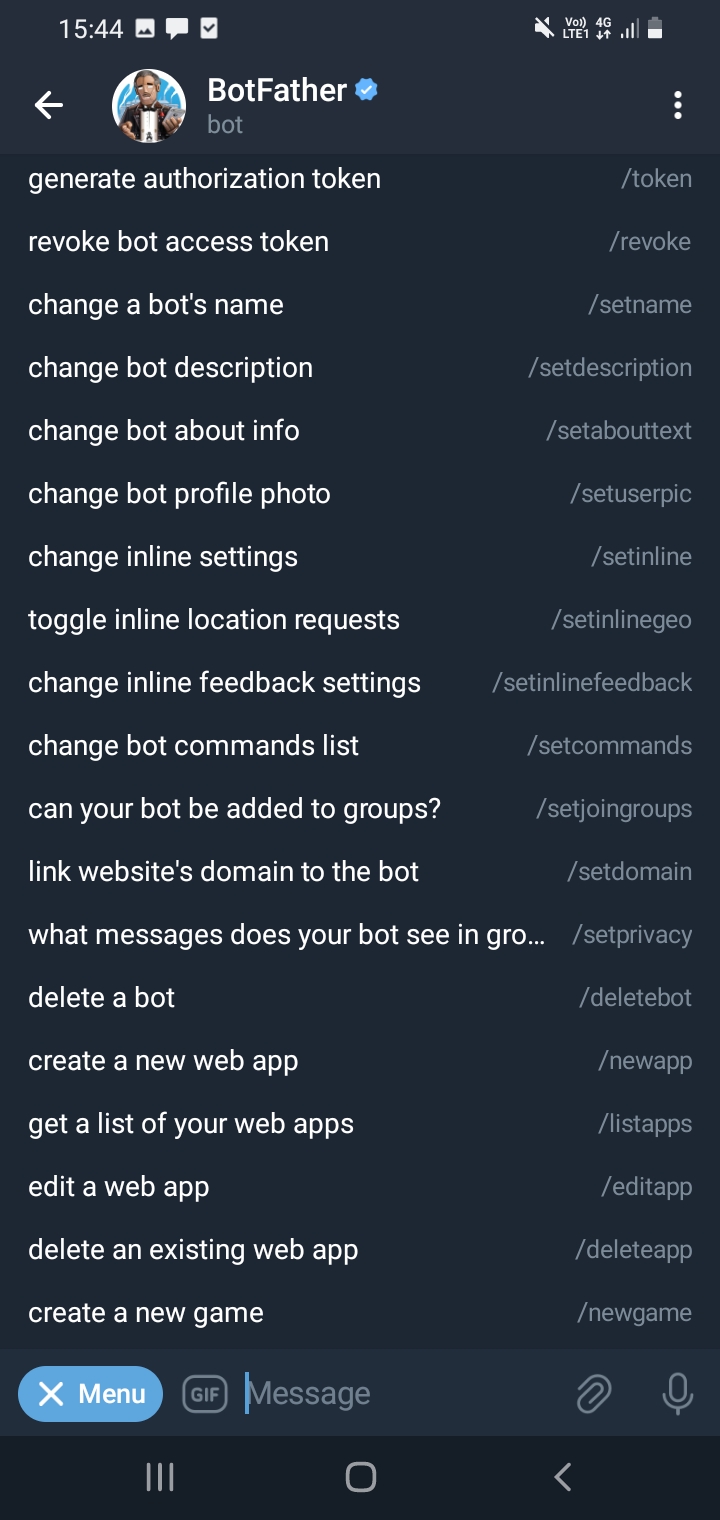 15:44
Vo)) LTE1 4G
BotFather
bot
generate authorization token /token
revoke bot access token /revoke
change a bot's name /setname
change bot description /setdescription
change bot about info /setabouttext
change bot profile photo /setuserpic
change inline settings /setinline
toggle inline location requests /setinlinegeo
change inline feedback settings /setinlinefeedback
change bot commands list /setcommands
can your bot be added to groups? /setjoingroups
link website's domain to the bot /setdomain
what messages does your bot see in gro... /setprivacy
delete a bot /deletebot
create a new web app /newapp
get a list of your web apps /listapps
edit a web app /editapp
delete an existing web app /deleteapp
create a new game /newgame
Menu GIF Message